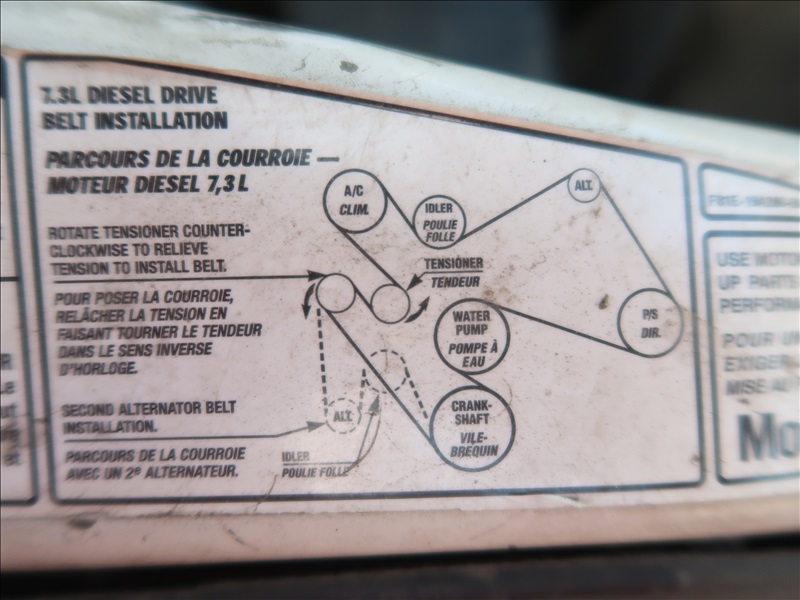 7.3L DIESEL DRIVE
BELT INSTALLATION
PARCOURS DE LA COURROIE —
MOTEUR DIESEL 7,3 L
ROTATE TENSIONER COUNTER-
CLOCKWISE TO RELIEVE
TENSION TO INSTALL BELT.
POUR POSER LA COURROIE,
RELÂCHER LA TENSION EN
FAISANT TOURNER LE TENDEUR
DANS LE SENS INVERSE
D'HORLOGE.
SECOND ALTERNATOR BELT
INSTALLATION.
PARCOURS DE LA COURROIE
AVEC UN 2e ALTERNATEUR.
A/C
CLIM.
IDLER
POULIE
FOLLE
ALT.
TENSIONER
TENDEUR
WATER
PUMP
POMPE À
EAU
P/S
DIR.
CRANK-
SHAFT
VILE-
BREQUIN
ALT.
IDLER
POULIE FOLLE
USE MOTO
UP PARTS
PERFORM
POUR UN
EXIGER
MISE AU
Mo